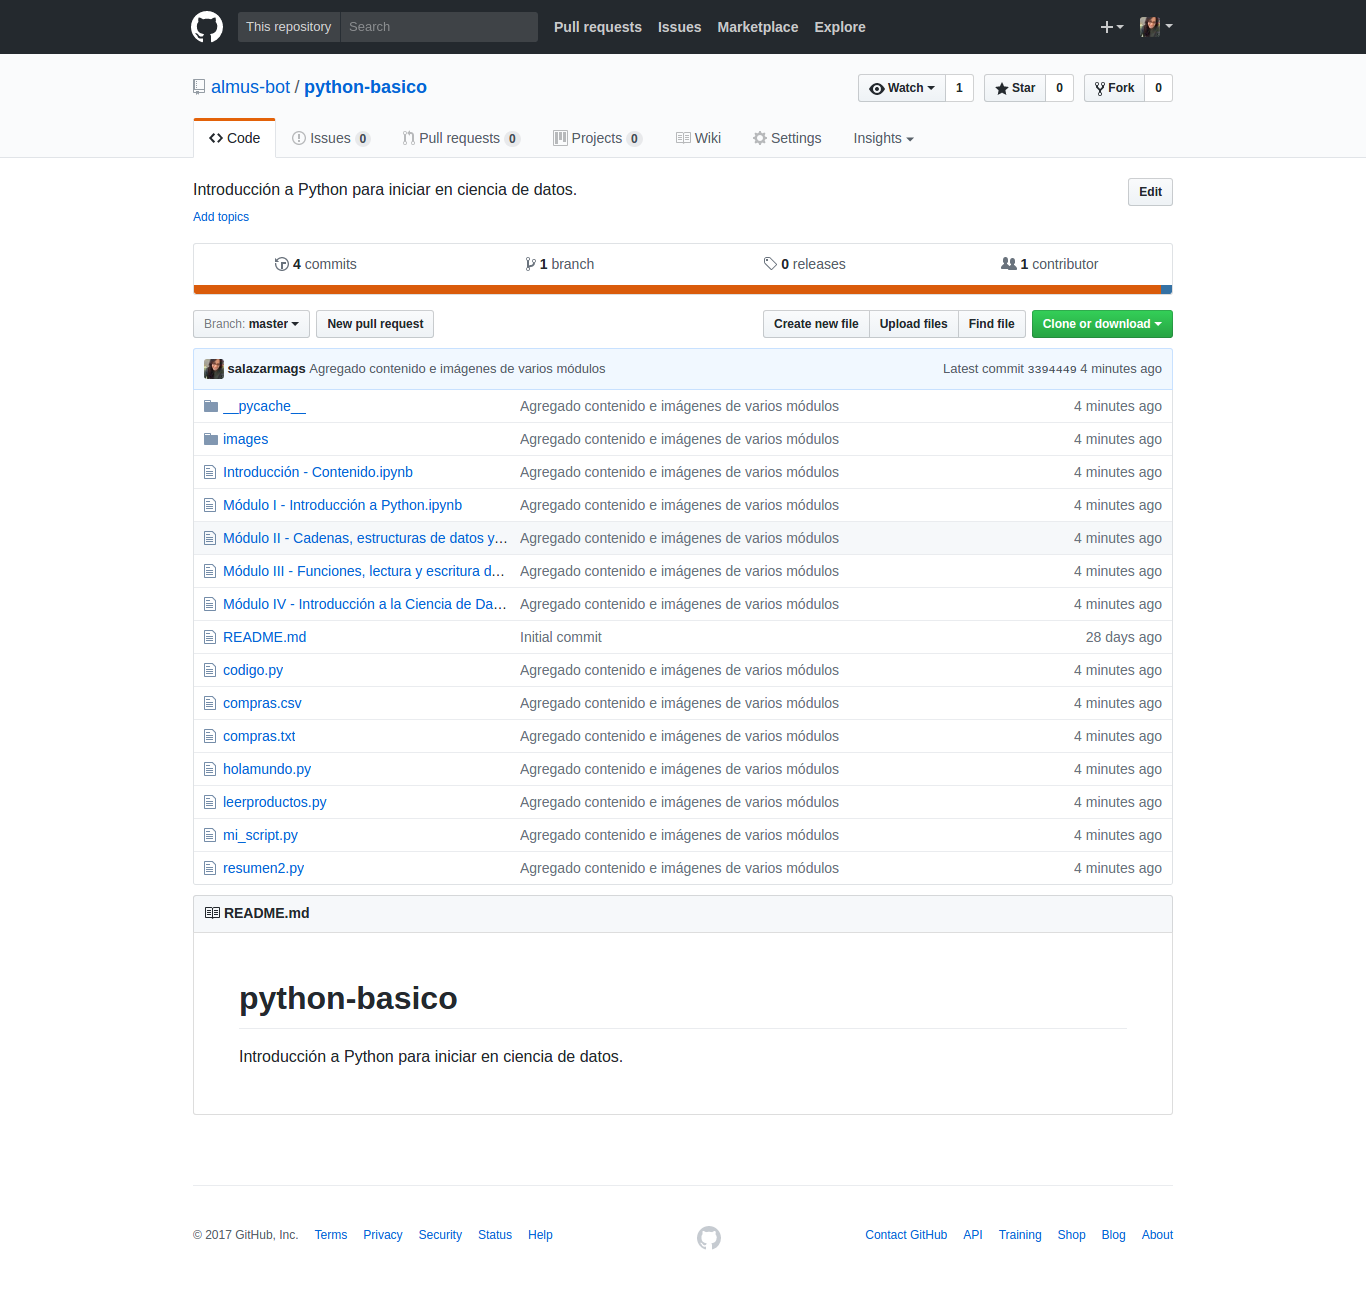 This repository Search Pull requests Issues Marketplace Explore
almus-bot / python-basico Watch 1 Star 0 Fork 0
Code Issues 0 Pull requests 0 Projects 0 Wiki Settings Insights
Introducción a Python para iniciar en ciencia de datos. Edit
Add topics
4 commits 1 branch 0 releases 1 contributor
Branch: master New pull request Create new file Upload files Find file Clone or download
salazarmags Agregado contenido e imágenes de varios módulos Latest commit 3394449 4 minutes ago
__pycache__ Agregado contenido e imágenes de varios módulos 4 minutes ago
images Agregado contenido e imágenes de varios módulos 4 minutes ago
Introducción - Contenido.ipynb Agregado contenido e imágenes de varios módulos 4 minutes ago
Módulo I - Introducción a Python.ipynb Agregado contenido e imágenes de varios módulos 4 minutes ago
Módulo II - Cadenas, estructuras de datos y... Agregado contenido e imágenes de varios módulos 4 minutes ago
Módulo III - Funciones, lectura y escritura d... Agregado contenido e imágenes de varios módulos 4 minutes ago
Módulo IV - Introducción a la Ciencia de Da... Agregado contenido e imágenes de varios módulos 4 minutes ago
README.md Initial commit 28 days ago
codigo.py Agregado contenido e imágenes de varios módulos 4 minutes ago
compras.csv Agregado contenido e imágenes de varios módulos 4 minutes ago
compras.txt Agregado contenido e imágenes de varios módulos 4 minutes ago
holamundo.py Agregado contenido e imágenes de varios módulos 4 minutes ago
leerproductos.py Agregado contenido e imágenes de varios módulos 4 minutes ago
mi_script.py Agregado contenido e imágenes de varios módulos 4 minutes ago
resumen2.py Agregado contenido e imágenes de varios módulos 4 minutes ago
README.md
python-basico
Introducción a Python para iniciar en ciencia de datos.
© 2017 GitHub, Inc. Terms Privacy Security Status Help Contact GitHub API Training Shop Blog About